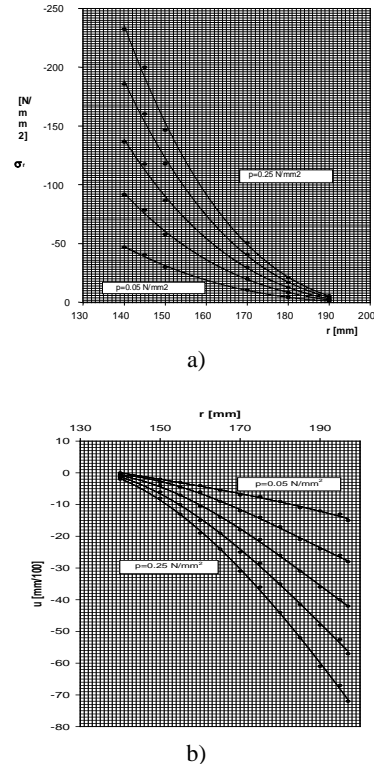 -250
-200
[N/
m
m
2]
-150
σr
-100
p=0.25 N/mm2
-50
p=0.05 N/mm2
0
130 140 150 160 170 180 190 200
r [mm]
a)
r [mm]
130 150 170 190
10
0
p=0.05 N/mm²
-10
-20
-30
p=0.25 N/mm²
u [mm/100]
-40
-50
-60
-70
-80
b)